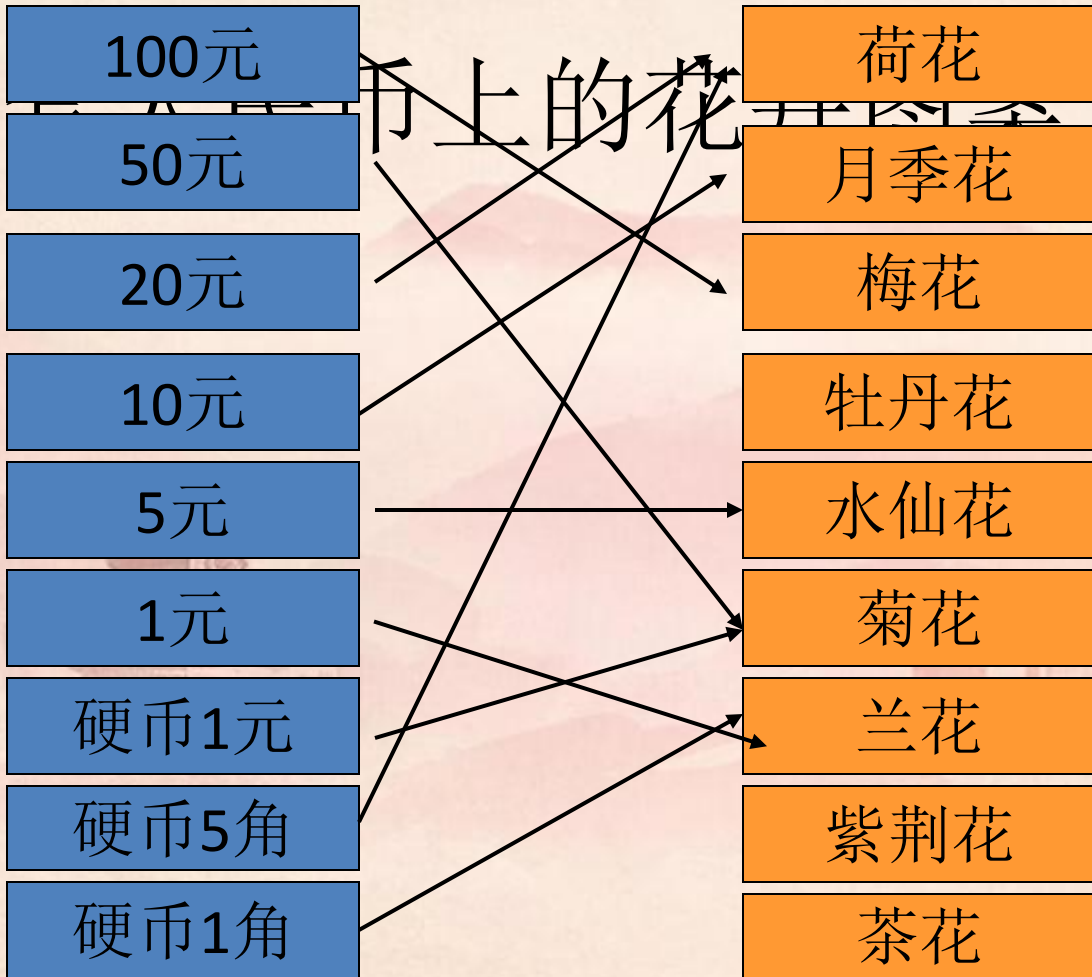 币上的花
100元
荷花
50元
月季花
20元
梅花
10元
牡丹花
5元
水仙花
1元
菊花
硬币1元
兰花
硬币5角
紫荆花
硬币1角
茶花